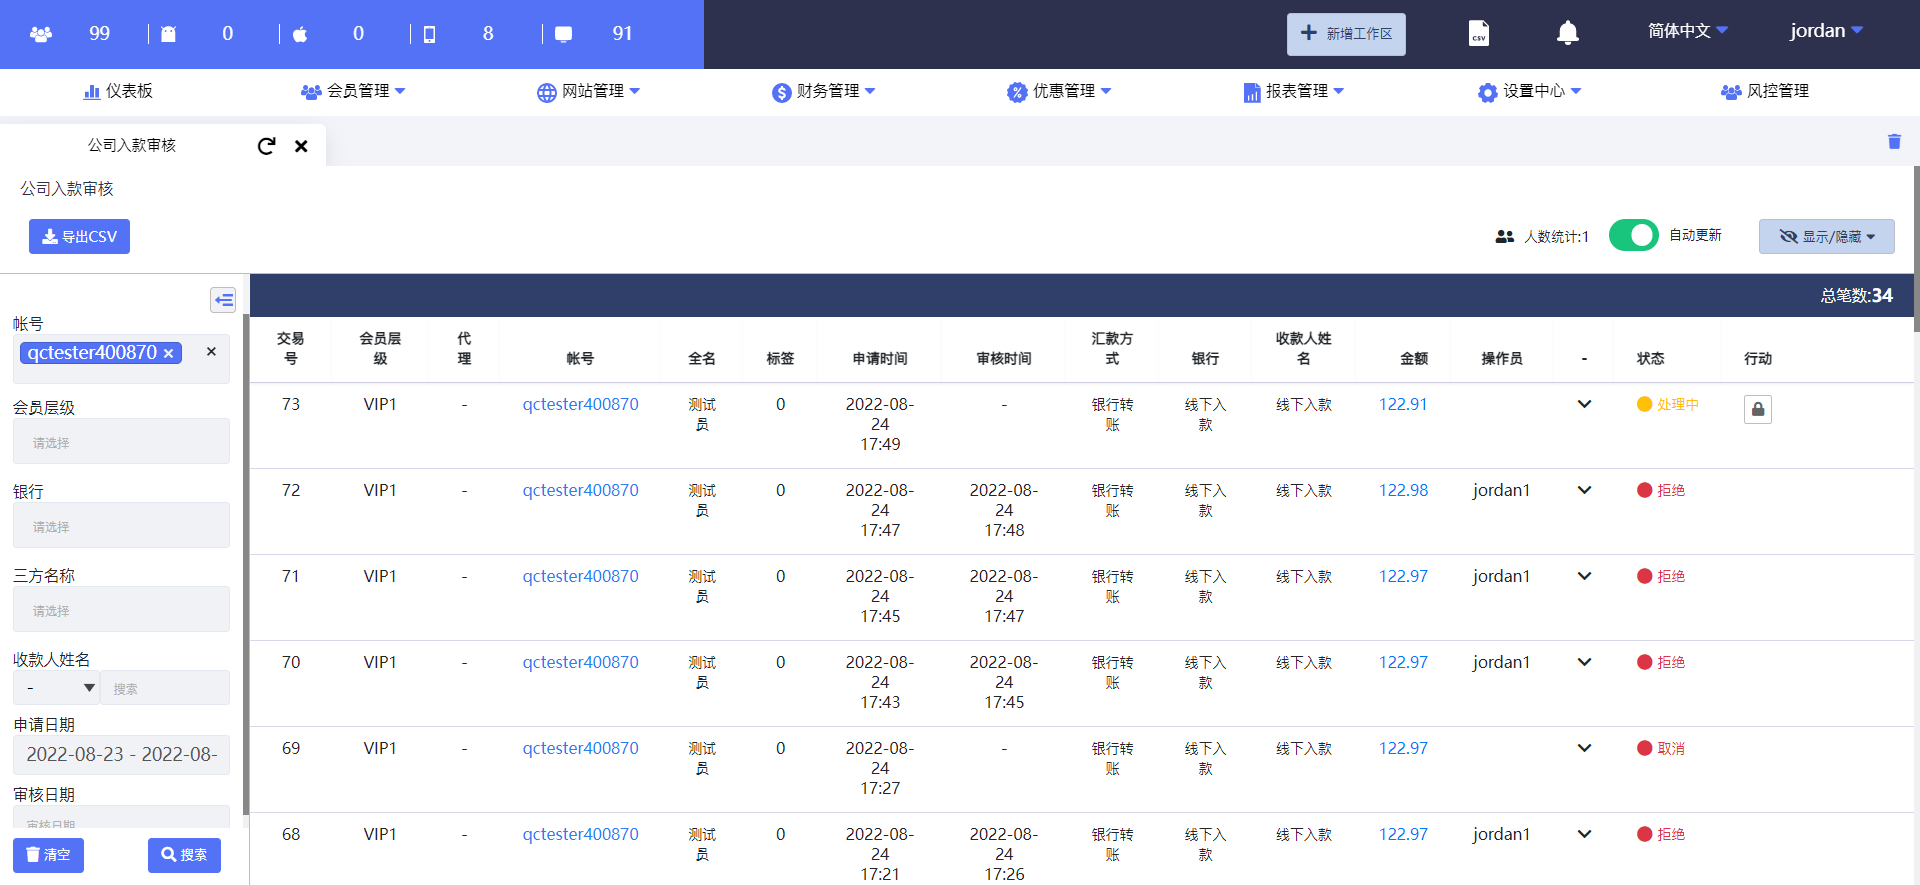 99 0 0 8 91 新增工作区 CSV 简体中文 jordan
仪表板 会员管理 网站管理 财务管理 优惠管理 报表管理 设置中心 风控管理
公司入款审核
公司入款审核
导出CSV 人数统计:1 自动更新 显示/隐藏
总笔数:34
帐号
qctester400870 × ×
会员层级
请选择
银行
请选择
三方名称
请选择
收款人姓名
- 搜索
申请日期
2022-08-23 - 2022-08-
审核日期
审核日期
清空 搜索
交易号 会员层级 代理 帐号 全名 标签 申请时间 审核时间 汇款方式 银行 收款人姓名 金额 操作员 - 状态 行动
73 VIP1 - qctester400870 测试员 0 2022-08-24 17:49 - 银行转账 线下入款 线下入款 122.91 处理中
72 VIP1 - qctester400870 测试员 0 2022-08-24 17:47 2022-08-24 17:48 银行转账 线下入款 线下入款 122.98 jordan1 拒绝
71 VIP1 - qctester400870 测试员 0 2022-08-24 17:45 2022-08-24 17:47 银行转账 线下入款 线下入款 122.97 jordan1 拒绝
70 VIP1 - qctester400870 测试员 0 2022-08-24 17:43 2022-08-24 17:45 银行转账 线下入款 线下入款 122.97 jordan1 拒绝
69 VIP1 - qctester400870 测试员 0 2022-08-24 17:27 - 银行转账 线下入款 线下入款 122.97 取消
68 VIP1 - qctester400870 测试员 0 2022-08-24 17:21 2022-08-24 17:26 银行转账 线下入款 线下入款 122.97 jordan1 拒绝